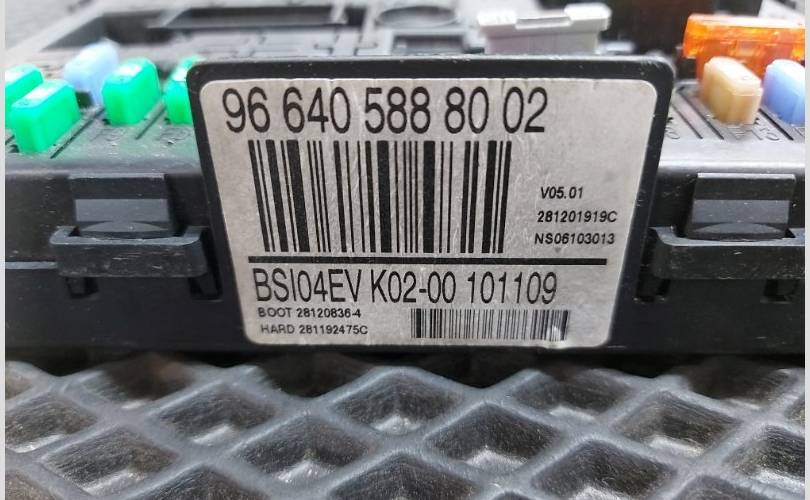 96 640 588 80 02
V05.01
281201919C
NS06103013
BSI04EV K02-00 101109
BOOT 28120836-4
HARD 281192475C